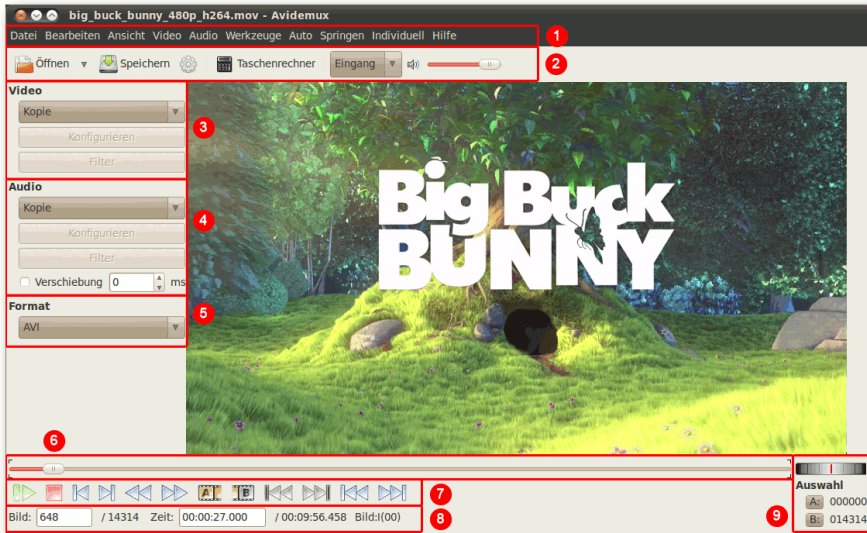 big_buck_bunny_480p_h264.mov - Avidemux
Datei Bearbeiten Ansicht Video Audio Werkzeuge Auto Springen Individuell Hilfe
1
Öffnen Speichern Taschenrechner Eingang
2
Video
Kopie
Konfigurieren
3
Filter
Audio
Kopie
4
Konfigurieren
Filter
Verschiebung 0 ms
Format
5
AVI
Big Buck
BUNNY
6
A B
7
Auswahl
A: 000000
B: 014314
Bild: 648 / 14314 Zeit: 00:00:27.000 / 00:09:56.458 Bild:I(00)
8
9